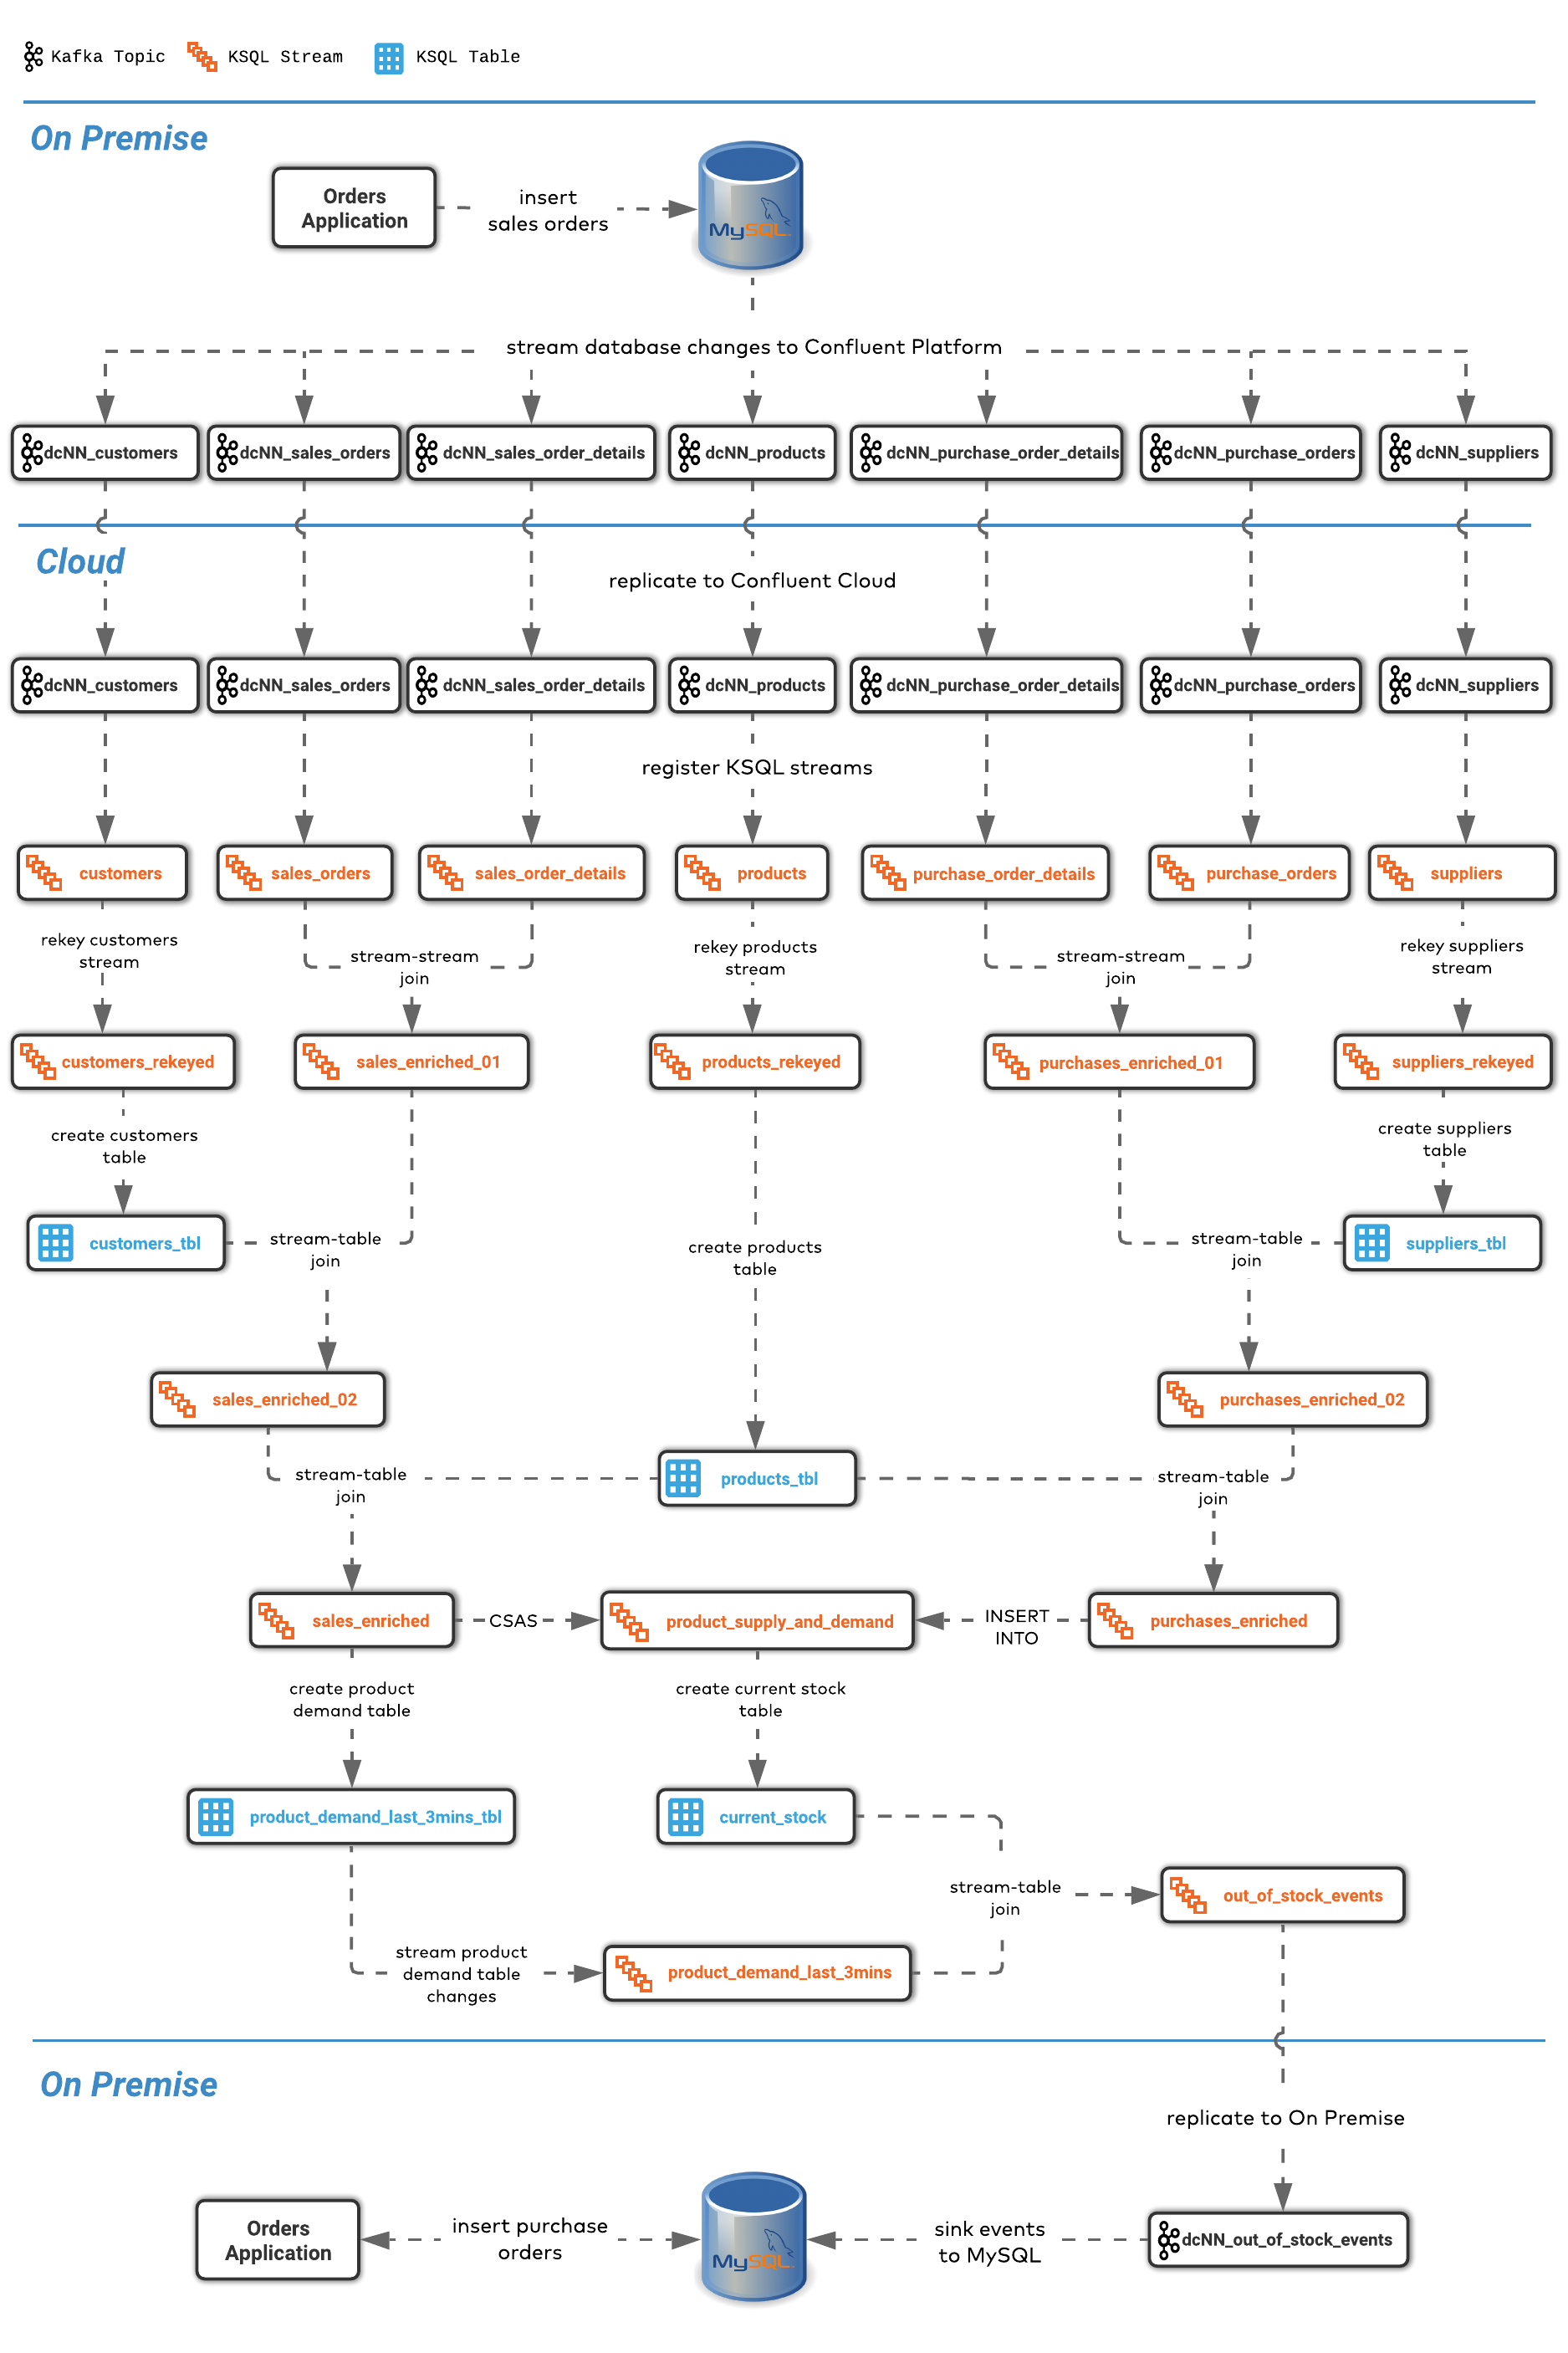 Kafka Topic
KSQL Stream
KSQL Table
On Premise
Orders
Application
insert
sales orders
MySQL
stream database changes to Confluent Platform
dcNN_customers
dcNN_sales_orders
dcNN_sales_order_details
dcNN_products
dcNN_purchase_order_details
dcNN_purchase_orders
dcNN_suppliers
Cloud
replicate to Confluent Cloud
dcNN_customers
dcNN_sales_orders
dcNN_sales_order_details
dcNN_products
dcNN_purchase_order_details
dcNN_purchase_orders
dcNN_suppliers
register KSQL streams
customers
sales_orders
sales_order_details
products
purchase_order_details
purchase_orders
suppliers
rekey customers
stream
stream-stream
join
rekey products
stream
stream-stream
join
rekey suppliers
stream
customers_rekeyed
sales_enriched_01
products_rekeyed
purchases_enriched_01
suppliers_rekeyed
create customers
table
create suppliers
table
customers_tbl
stream-table
join
create products
table
stream-table
join
suppliers_tbl
sales_enriched_02
purchases_enriched_02
stream-table
join
products_tbl
stream-table
join
sales_enriched
CSAS
product_supply_and_demand
INSERT
INTO
purchases_enriched
create product
demand table
create current stock
table
product_demand_last_3mins_tbl
current_stock
stream-table
join
out_of_stock_events
stream product
demand table
changes
product_demand_last_3mins
On Premise
replicate to On Premise
Orders
Application
insert purchase
orders
MySQL
sink events
to MySQL
dcNN_out_of_stock_events